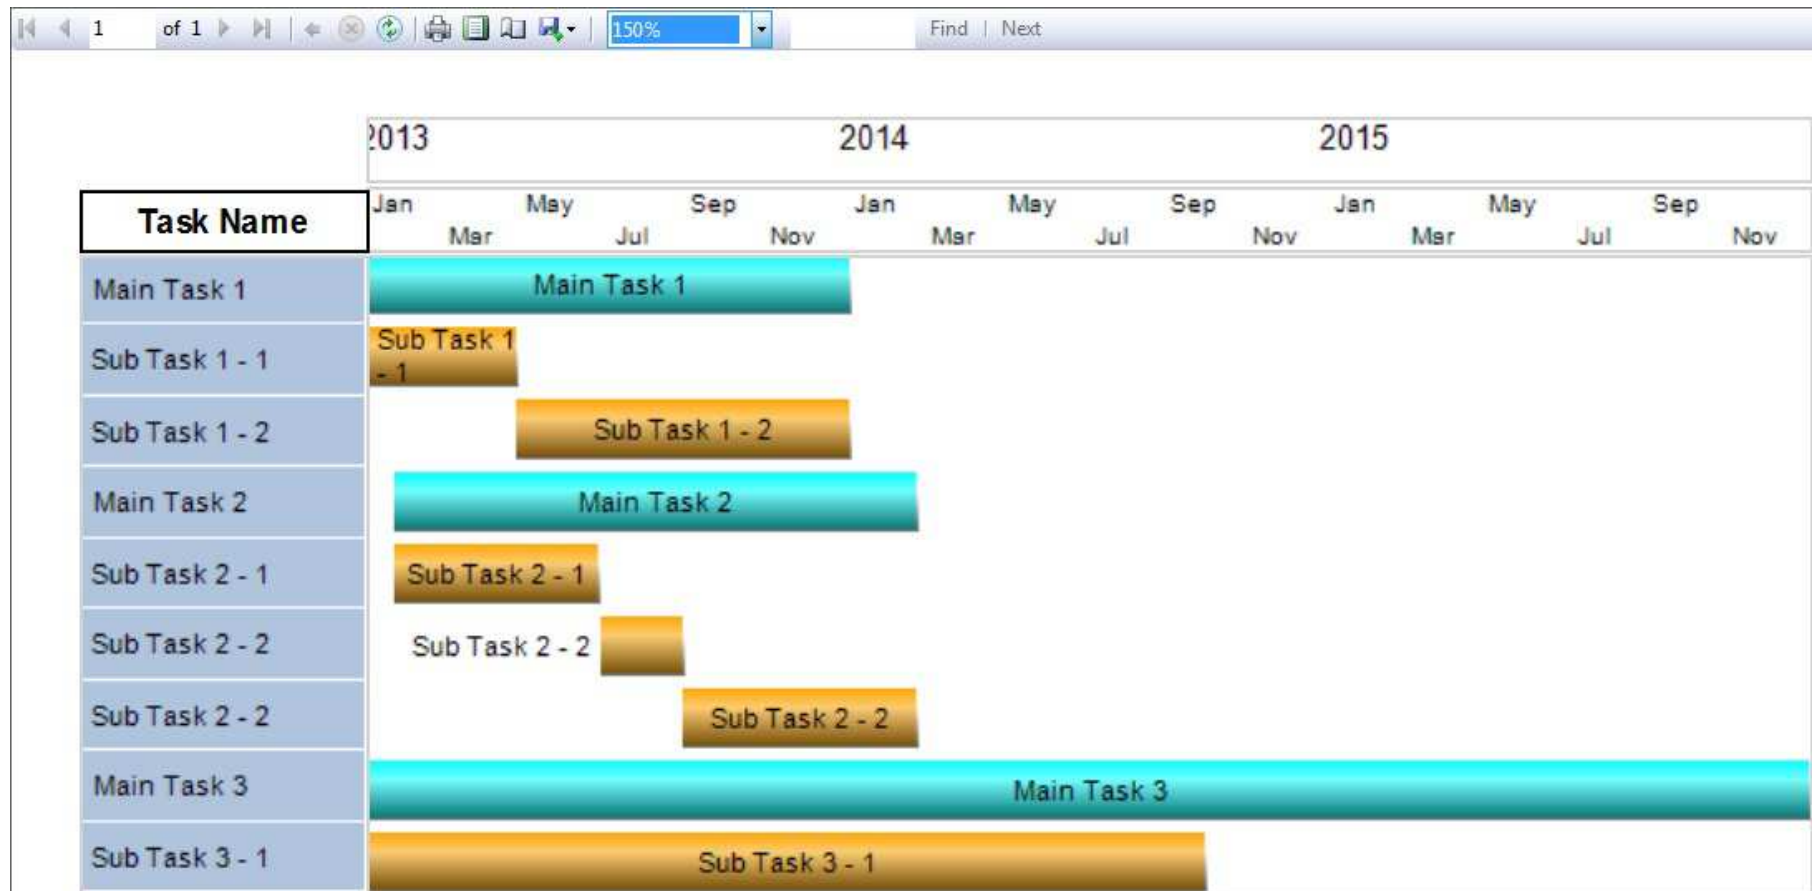 1 of 1 150% Find | Next
2013 2014 2015
Jan May Sep Jan May Sep Jan May Sep
Task Name
Mar Jul Nov Mar Jul Nov Mar Jul Nov
Main Task 1 Main Task 1
Sub Task 1 - 1 Sub Task 1
- 1
Sub Task 1 - 2 Sub Task 1 - 2
Main Task 2 Main Task 2
Sub Task 2 - 1 Sub Task 2 - 1
Sub Task 2 - 2 Sub Task 2 - 2
Sub Task 2 - 2 Sub Task 2 - 2
Main Task 3 Main Task 3
Sub Task 3 - 1 Sub Task 3 - 1